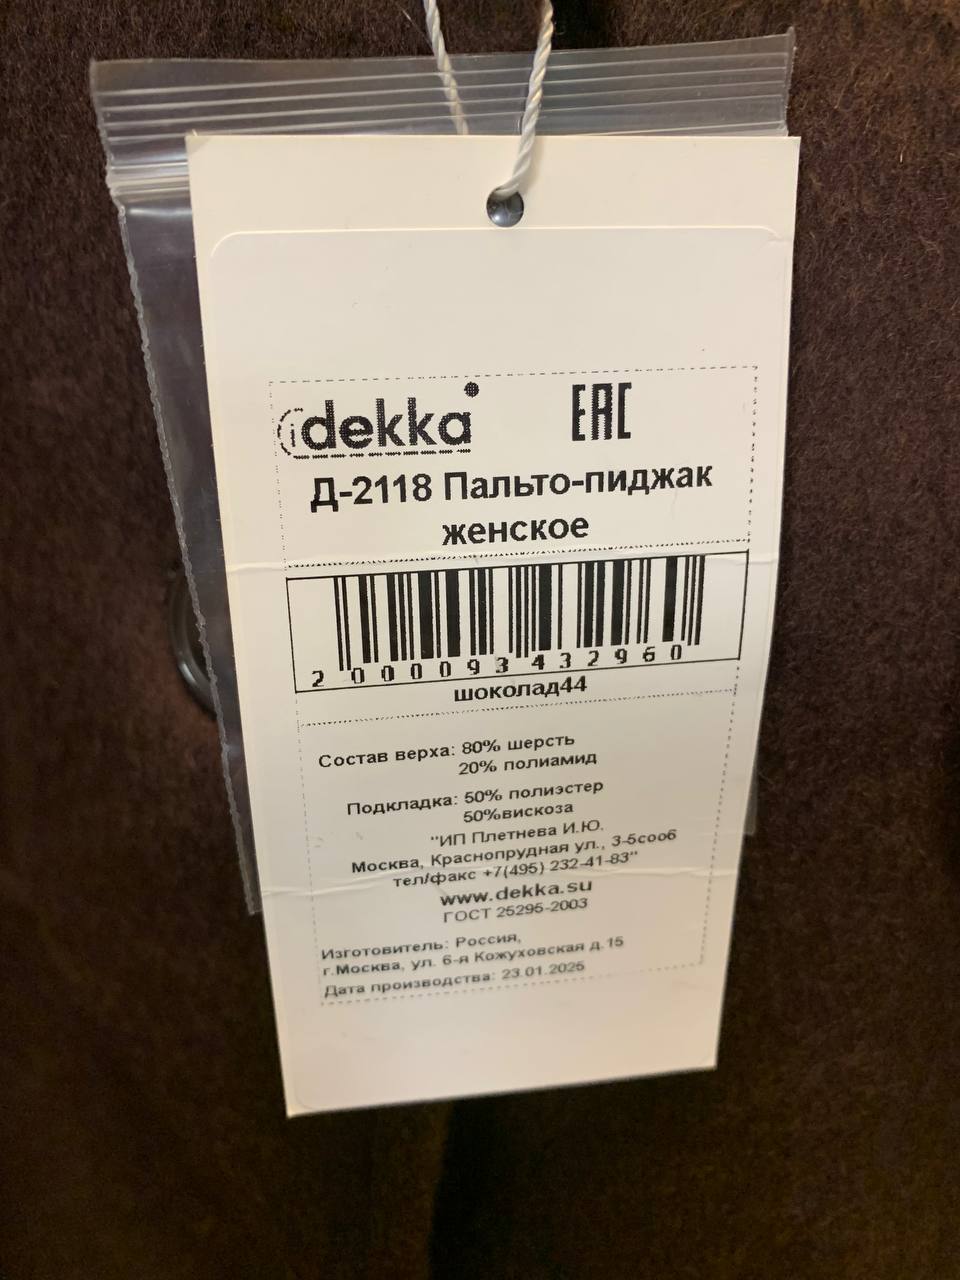 dekka
EAC
Д-2118 Пальто-пиджак
женское
2000093432960
шоколад44
Состав верха: 80% шерсть
20% полиамид
Подкладка: 50% полиэстер
50%вискоза
"ИП Плетнева И.Ю.
Москва, Краснопрудная ул., 3-5соо6
тел/факс +7(495) 232-41-83"
www.dekka.su
ГОСТ 25295-2003
Изготовитель: Россия,
г.Москва, ул. 6-я Кожуховская д.15
Дата производства: 23.01.2025